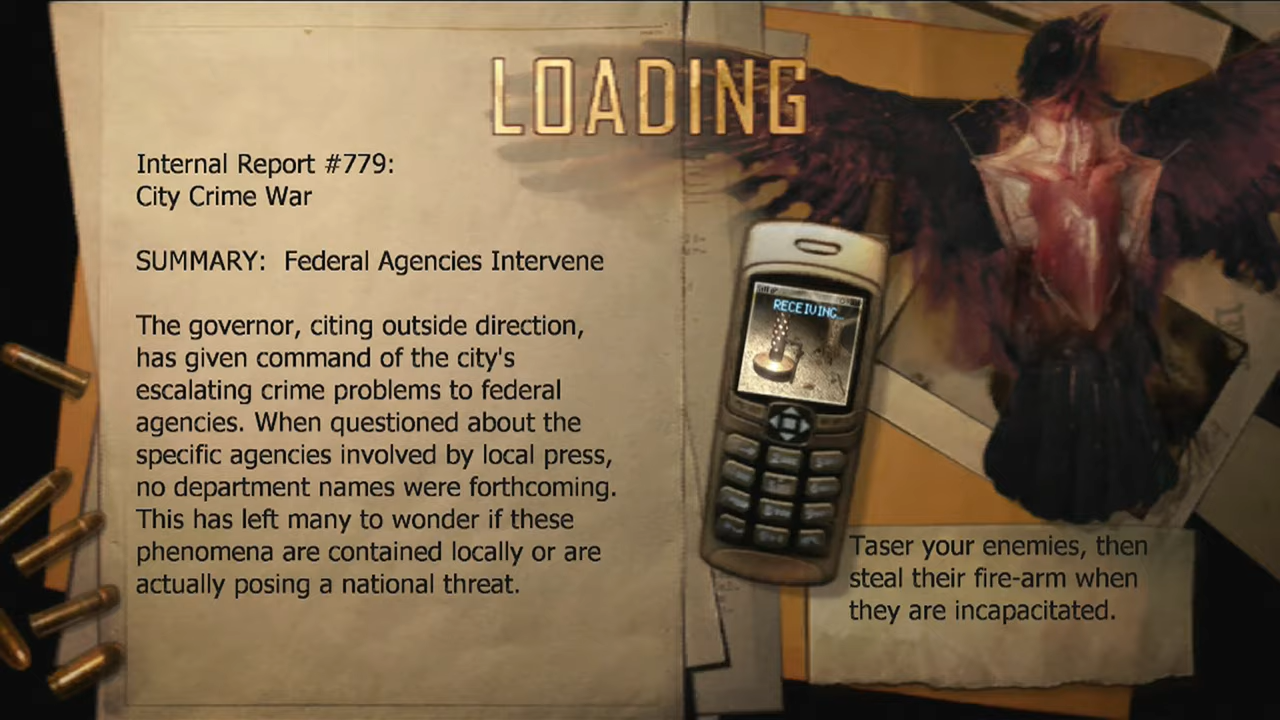 LOADING
Internal Report #779:
City Crime War
SUMMARY:  Federal Agencies Intervene
The governor, citing outside direction,
has given command of the city's
escalating crime problems to federal
agencies. When questioned about the
specific agencies involved by local press,
no department names were forthcoming.
This has left many to wonder if these
phenomena are contained locally or are
actually posing a national threat.
RECEIVING...
Taser your enemies, then
steal their fire-arm when
they are incapacitated.